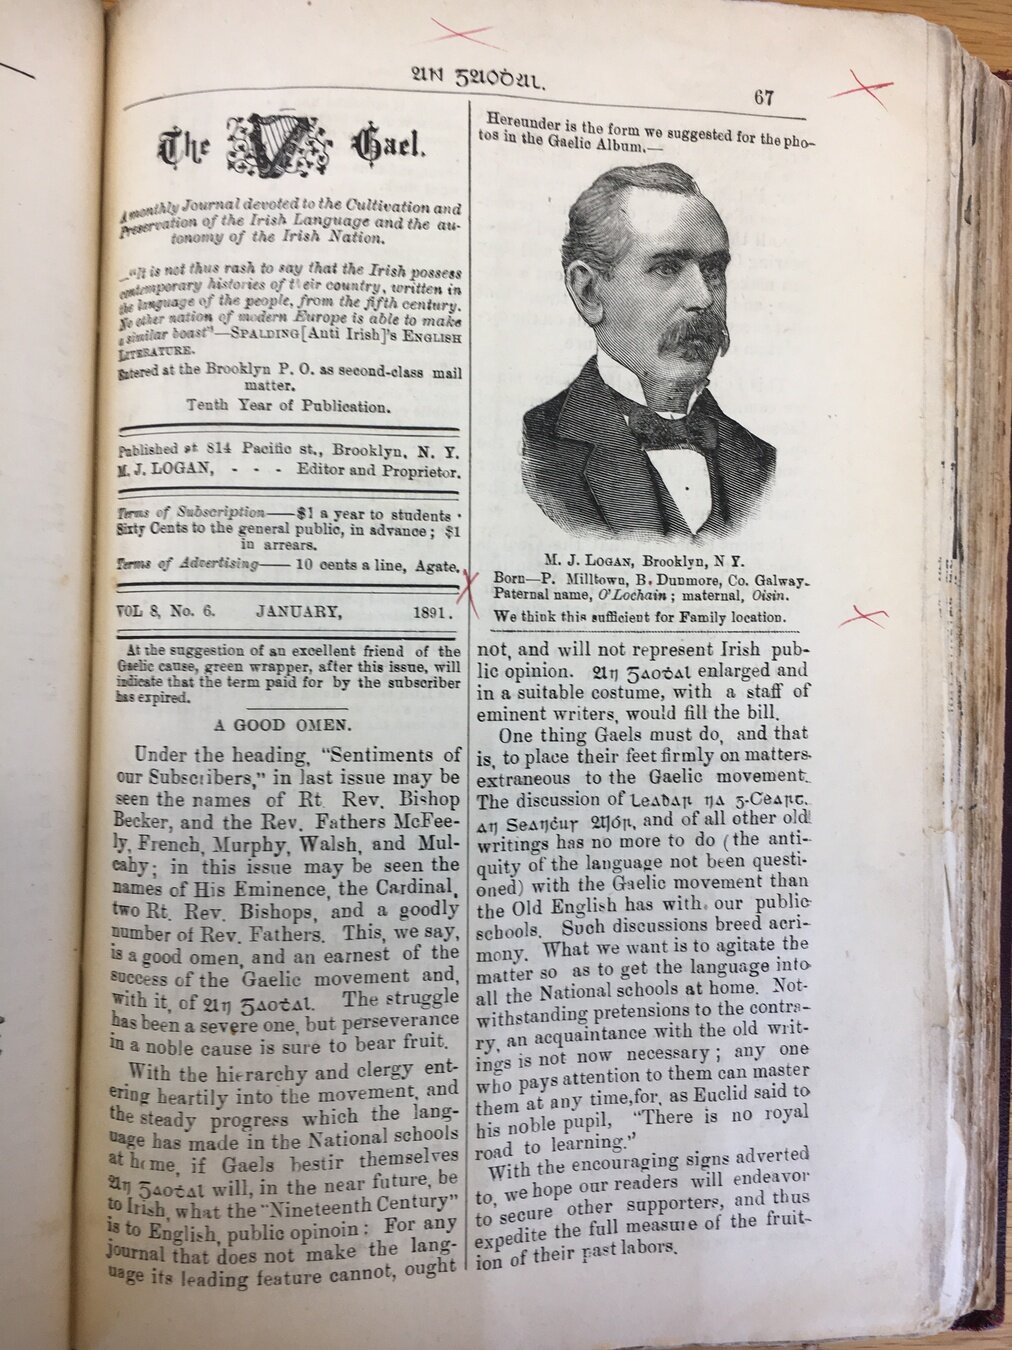 АN ᵹАОḊАL.
67
The Gael.
A monthly Journal devoted to the Cultivation and
Preservation of the Irish Language and the au-
tonomy of the Irish Nation.
"It is not thus rash to say that the Irish possess
contemporary histories of their country, written in
the language of the people, from the fifth century.
No other nation of modern Europe is able to make
a similar boast"—SPALDING[Anti Irish]'s ENGLISH
LITERATURE.
Entered at the Brooklyn P. O. as second-class mail
matter.
Tenth Year of Publication.
Published at 814 Pacific st., Brooklyn, N. Y.
M. J. LOGAN, - - - Editor and Proprietor.
Terms of Subscription——$1 a year to students ·
Sixty Cents to the general public, in advance; $1
in arrears.
Terms of Advertising—— 10 cents a line, Agate.
VOL 8, No. 6. JANUARY, 1891.
At the suggestion of an excellent friend of the
Gaelic cause, green wrapper, after this issue, will
indicate that the term paid for by the subscriber
has expired.
A GOOD OMEN.
Under the heading, "Sentiments of
our Subscribers," in last issue may be
seen the names of Rt. Rev. Bishop
Becker, and the Rev. Fathers McFee-
ly, French, Murphy, Walsh, and Mul-
cahy; in this issue may be seen the
names of His Eminence, the Cardinal,
two Rt. Rev. Bishops, and a goodly
number of Rev. Fathers. This, we say,
is a good omen, and an earnest of the
success of the Gaelic movement and,
with it, of An Ᵹaoḋal. The struggle
has been a severe one, but perseverance
in a noble cause is sure to bear fruit.
With the hierarchy and clergy ent-
ering heartily into the movement, and
the steady progress which the lang-
uage has made in the National schools
at home, if Gaels bestir themselves
An Ᵹaoḋal will, in the near future, be
to Irish, what the "Nineteenth Century"
is to English, public opinoin: For any
journal that does not make the lang-
uage its leading feature cannot, ought
Hereunder is the form we suggested for the pho-
tos in the Gaelic Album,—
M. J. LOGAN, Brooklyn, N Y.
Born—P. Milltown, B. Dunmore, Co. Galway.
Paternal name, O'Lochain; maternal, Oisin.
We think this sufficient for Family location.
not, and will not represent Irish pub-
lic opinion. An Ᵹaoḋal enlarged and
in a suitable costume, with a staff of
eminent writers, would fill the bill.
One thing Gaels must do, and that
is, to place their feet firmly on matters
extraneous to the Gaelic movement.
The discussion of Leaḃar na ᵹ-Ceart,
an Seanċus Mór, and of all other old
writings has no more to do (the anti-
quity of the language not been questi-
oned) with the Gaelic movement than
the Old English has with our public
schools. Such discussions breed acri-
mony. What we want is to agitate the
matter so as to get the language into
all the National schools at home. Not-
withstanding pretensions to the contra-
ry, an acquaintance with the old writ-
ings is not now necessary; any one
who pays attention to them can master
them at any time, for, as Euclid said to
his noble pupil, "There is no royal
road to learning."
With the encouraging signs adverted
to, we hope our readers will endeavor
to secure other supporters, and thus
expedite the full measure of the fruit-
ion of their past labors.